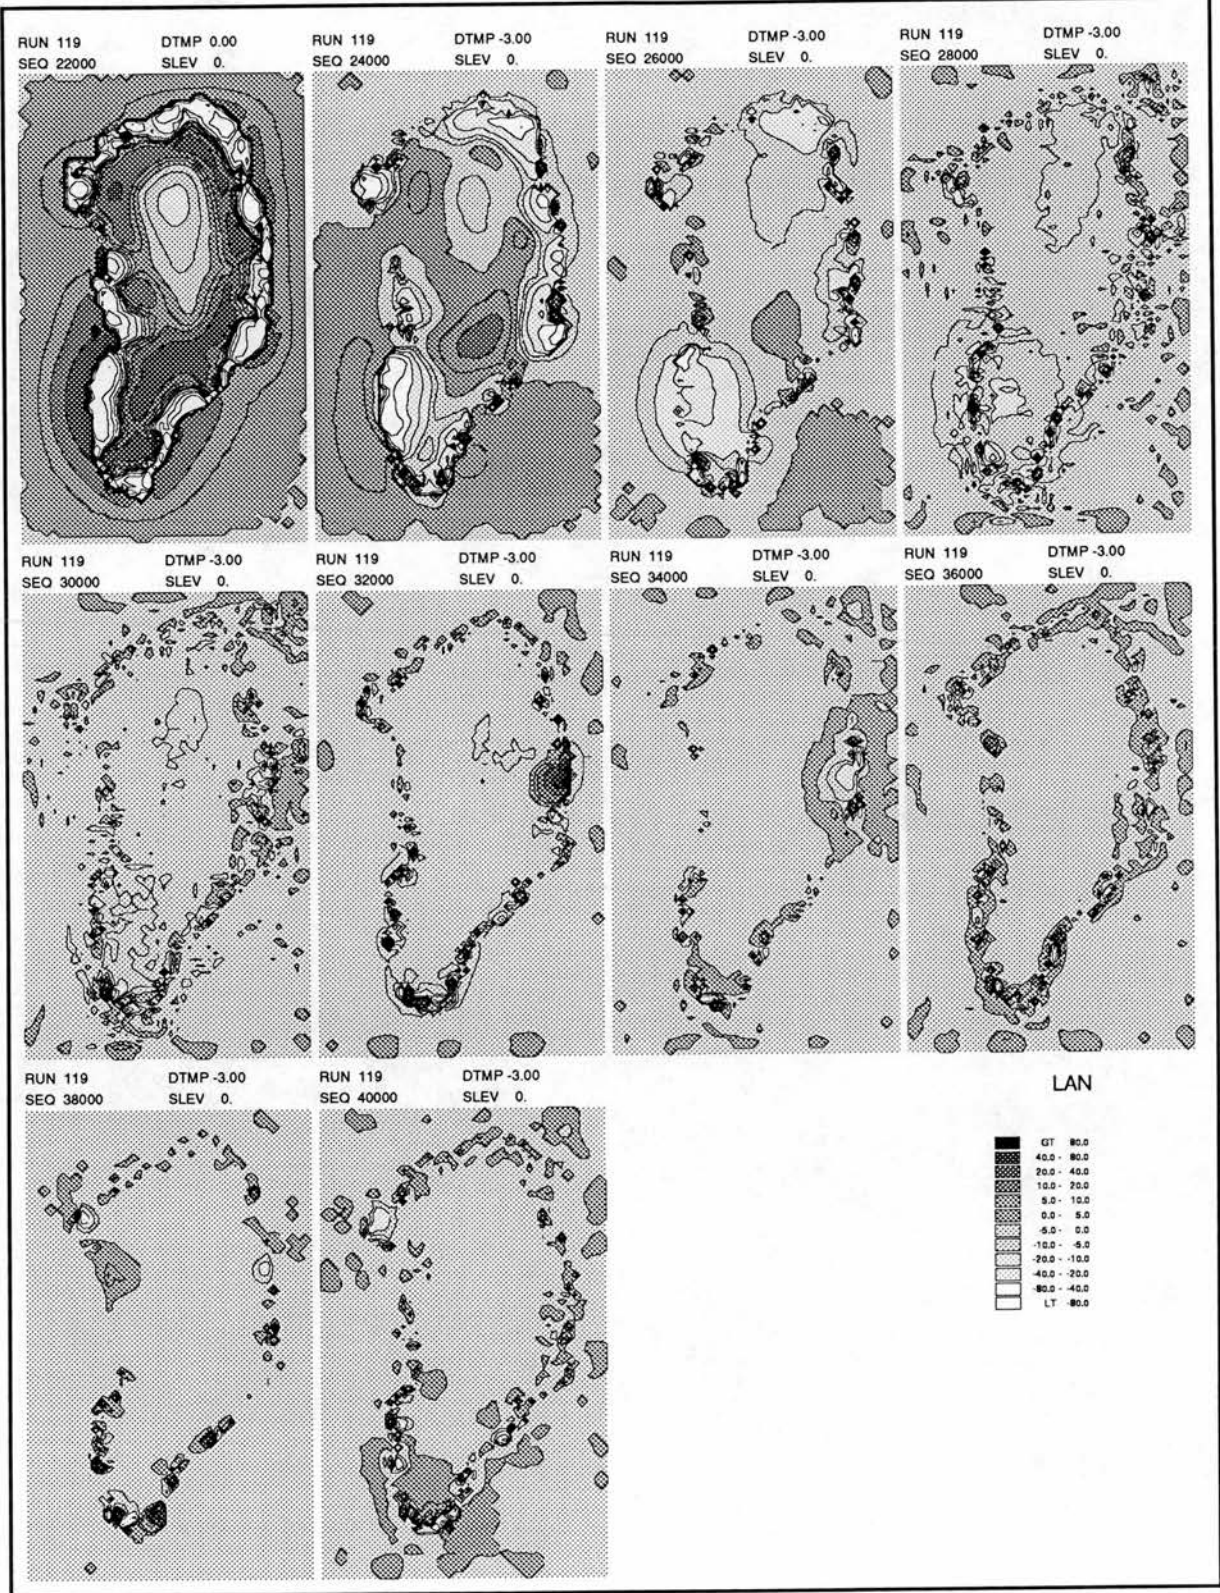 RUN 119 DTMP 0.00
SEQ 22000 SLEV 0.
RUN 119 DTMP -3.00
SEQ 24000 SLEV 0.
RUN 119 DTMP -3.00
SEQ 26000 SLEV 0.
RUN 119 DTMP -3.00
SEQ 28000 SLEV 0.
RUN 119 DTMP -3.00
SEQ 30000 SLEV 0.
RUN 119 DTMP -3.00
SEQ 32000 SLEV 0.
RUN 119 DTMP -3.00
SEQ 34000 SLEV 0.
RUN 119 DTMP -3.00
SEQ 36000 SLEV 0.
RUN 119 DTMP -3.00
SEQ 38000 SLEV 0.
RUN 119 DTMP -3.00
SEQ 40000 SLEV 0.
LAN
GT 80.0
40.0 - 80.0
20.0 - 40.0
10.0 - 20.0
5.0 - 10.0
0.0 - 5.0
-5.0 - 0.0
-10.0 - -5.0
-20.0 - -10.0
-40.0 - -20.0
-80.0 - -40.0
LT -80.0